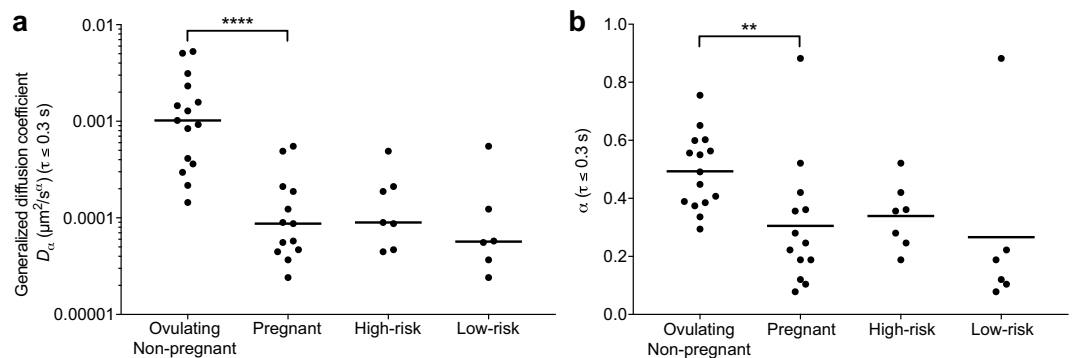 a
Generalized diffusion coefficient
Dα (µm²/sα) (τ ≤ 0.3 s)
0.01
0.001
0.0001
0.00001
****
Ovulating
Non-pregnant
Pregnant
High-risk
Low-risk
b
α (τ ≤ 0.3 s)
1.0
0.8
0.6
0.4
0.2
0.0
**
Ovulating
Non-pregnant
Pregnant
High-risk
Low-risk